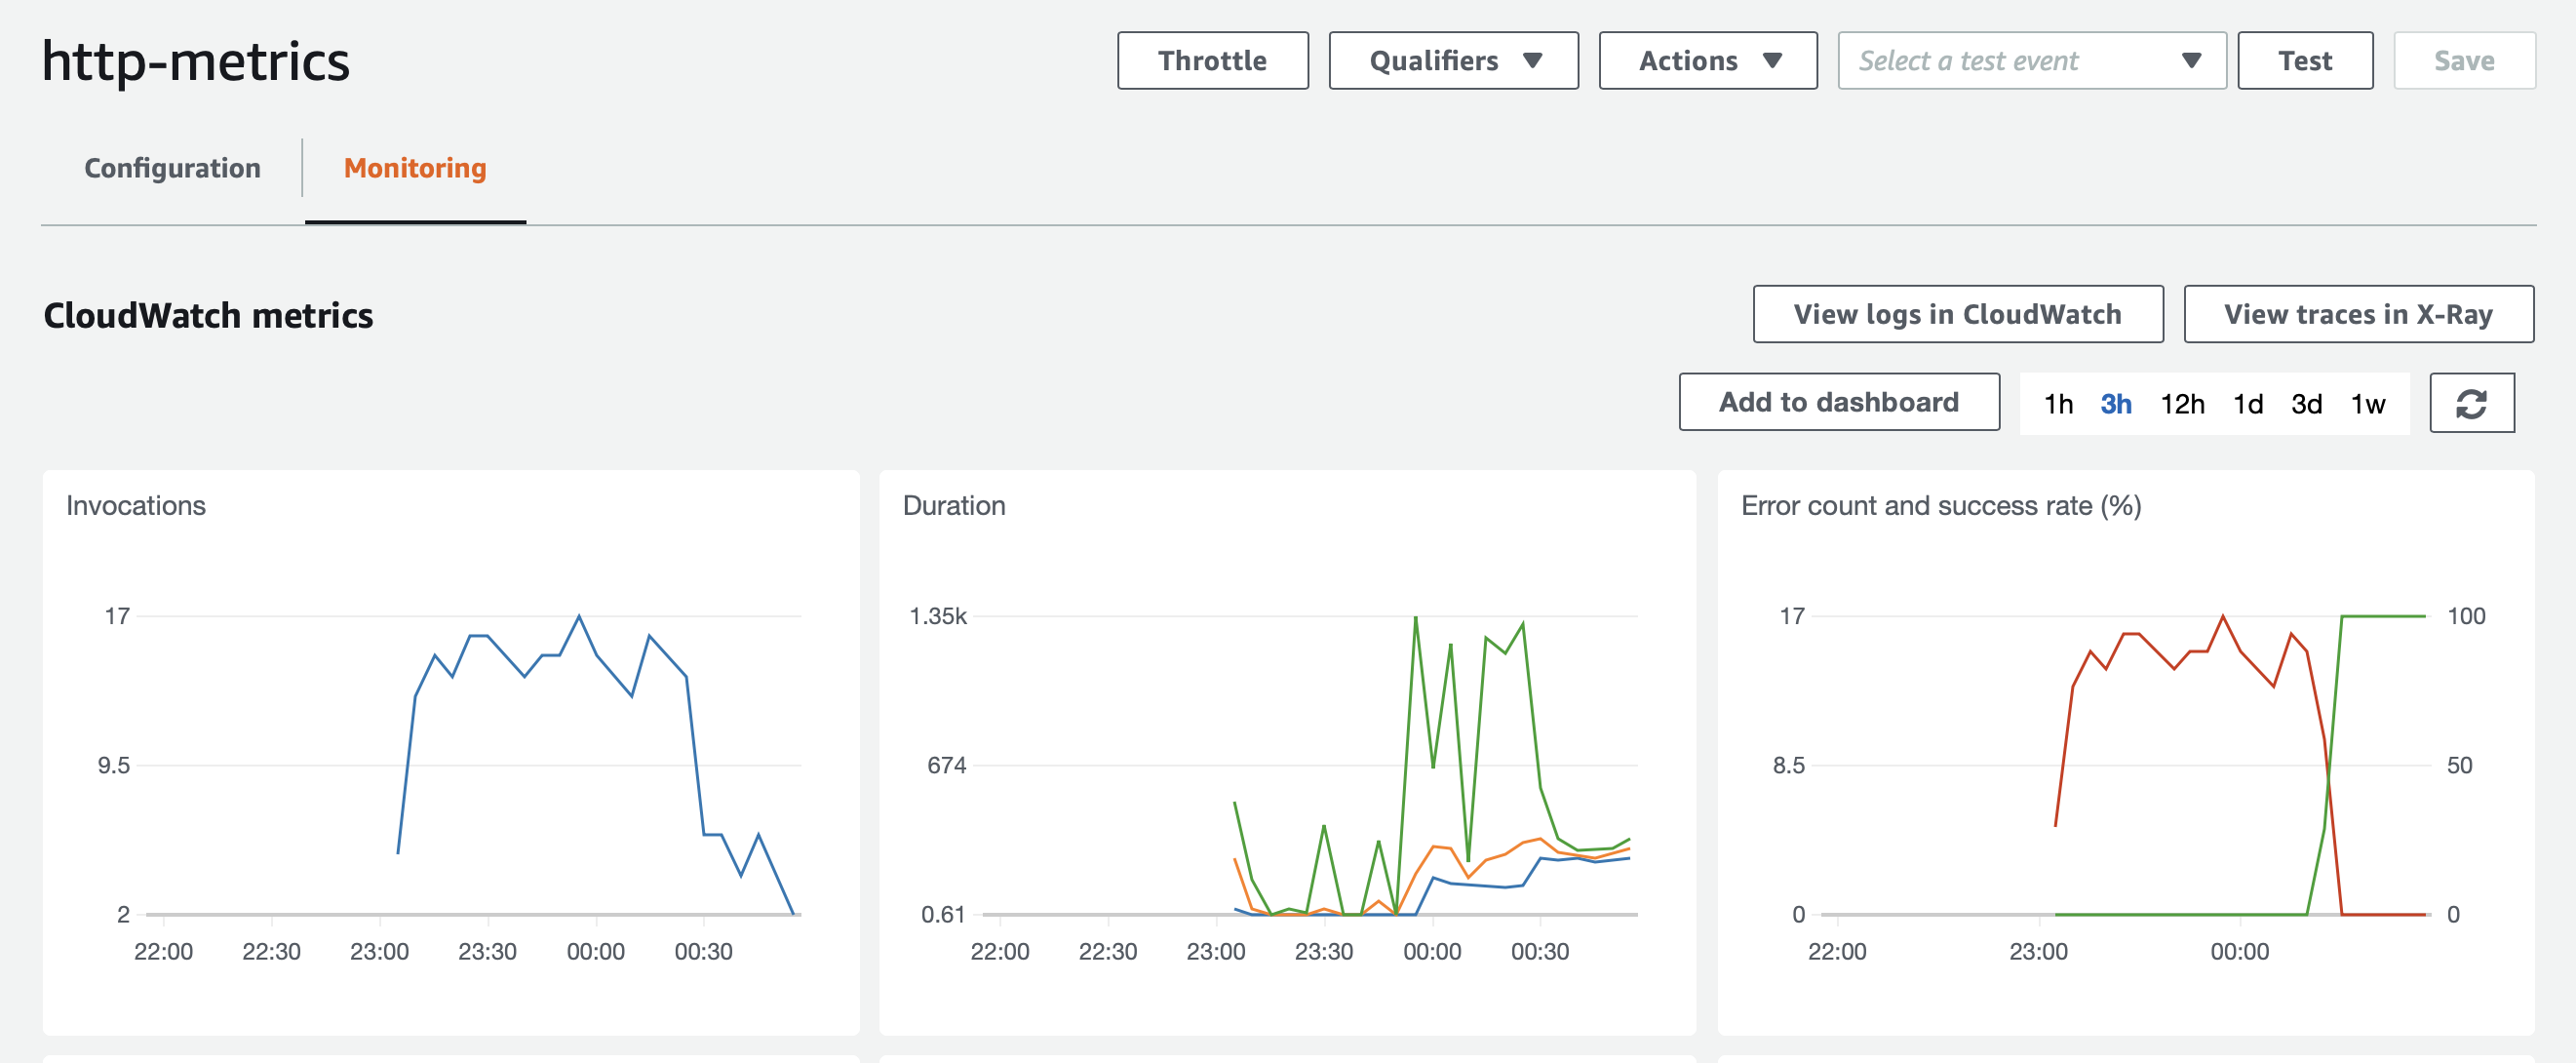 http-metrics
Throttle
Qualifiers
Actions
Select a test event
Test
Save
Configuration
Monitoring
CloudWatch metrics
View logs in CloudWatch
View traces in X-Ray
Add to dashboard
1h 3h 12h 1d 3d 1w
Invocations
17
9.5
2
22:00 22:30 23:00 23:30 00:00 00:30
Duration
1.35k
674
0.61
22:00 22:30 23:00 23:30 00:00 00:30
Error count and success rate (%)
17 100
8.5 50
0 0
22:00 23:00 00:00